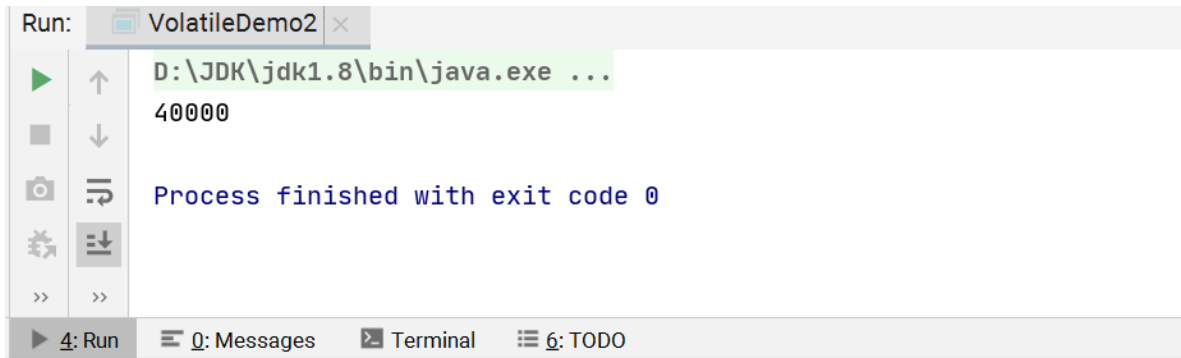 Run: VolatileDemo2
D:\JDK\jdk1.8\bin\java.exe ...
40000
Process finished with exit code 0
4: Run 0: Messages Terminal 6: TODO